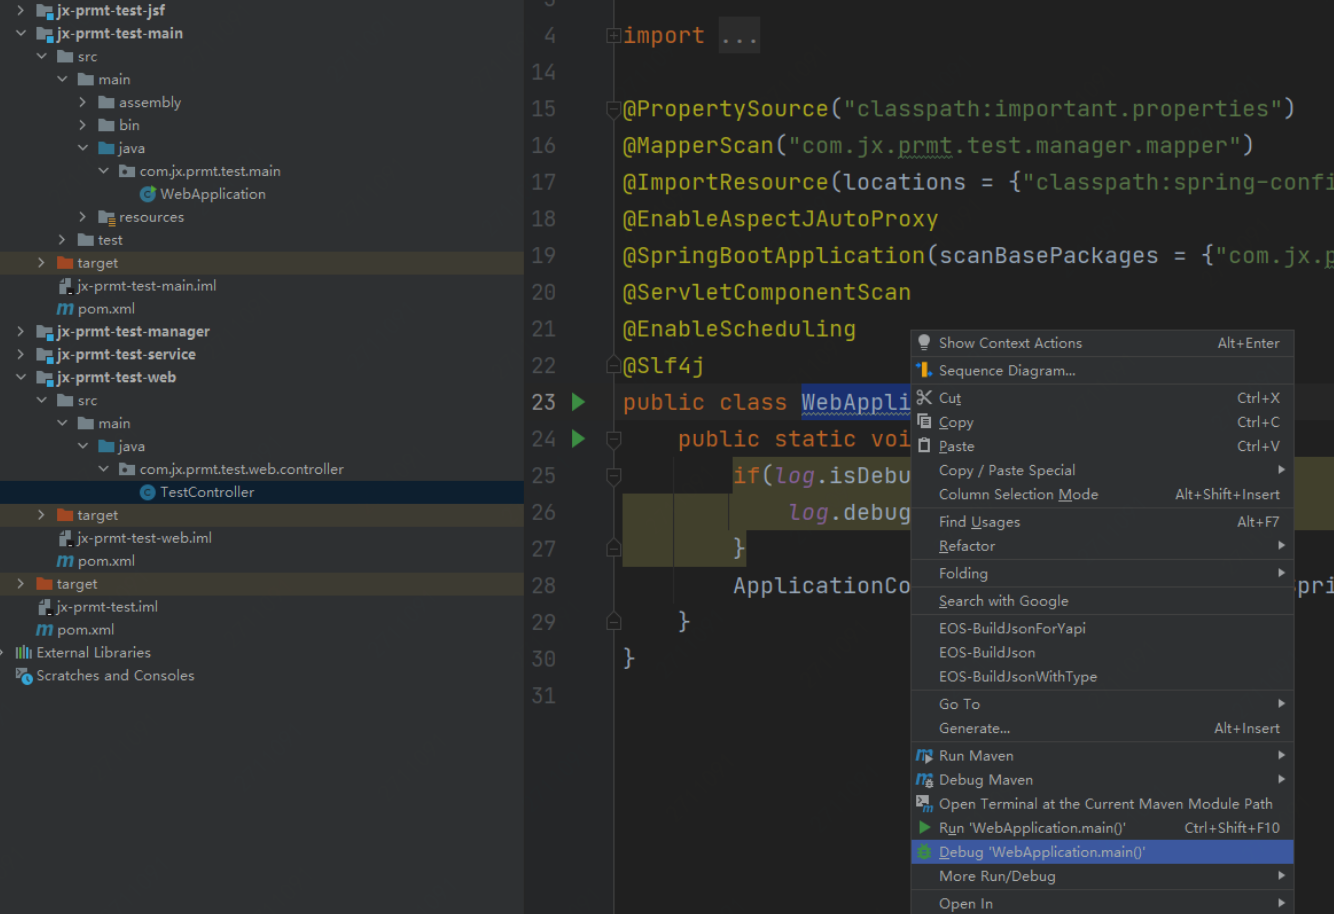 jx-prmt-test-jsf
jx-prmt-test-main
src
main
assembly
bin
java
com.jx.prmt.test.main
WebApplication
resources
test
target
jx-prmt-test-main.iml
pom.xml
jx-prmt-test-manager
jx-prmt-test-service
jx-prmt-test-web
src
main
java
com.jx.prmt.test.web.controller
TestController
target
jx-prmt-test-web.iml
pom.xml
target
jx-prmt-test.iml
pom.xml
External Libraries
Scratches and Consoles
4 import ...
14
15 @PropertySource("classpath:important.properties")
16 @MapperScan("com.jx.prmt.test.manager.mapper")
17 @ImportResource(locations = {"classpath:spring-confi
18 @EnableAspectJAutoProxy
19 @SpringBootApplication(scanBasePackages = {"com.jx.p
20 @ServletComponentScan
21 @EnableScheduling
22 @Slf4j
23 public class WebAppli
24 public static voi
25 if(log.isDebu
26 log.debug
27 }
28 ApplicationCo
pri
29 }
30 }
31
Show Context Actions Alt+Enter
Sequence Diagram...
Cut Ctrl+X
Copy Ctrl+C
Paste Ctrl+V
Copy / Paste Special
Column Selection Mode Alt+Shift+Insert
Find Usages Alt+F7
Refactor
Folding
Search with Google
EOS-BuildJsonForYapi
EOS-BuildJson
EOS-BuildJsonWithType
Go To
Generate... Alt+Insert
Run Maven
Debug Maven
Open Terminal at the Current Maven Module Path
Run 'WebApplication.main()' Ctrl+Shift+F10
Debug 'WebApplication.main()'
More Run/Debug
Open In